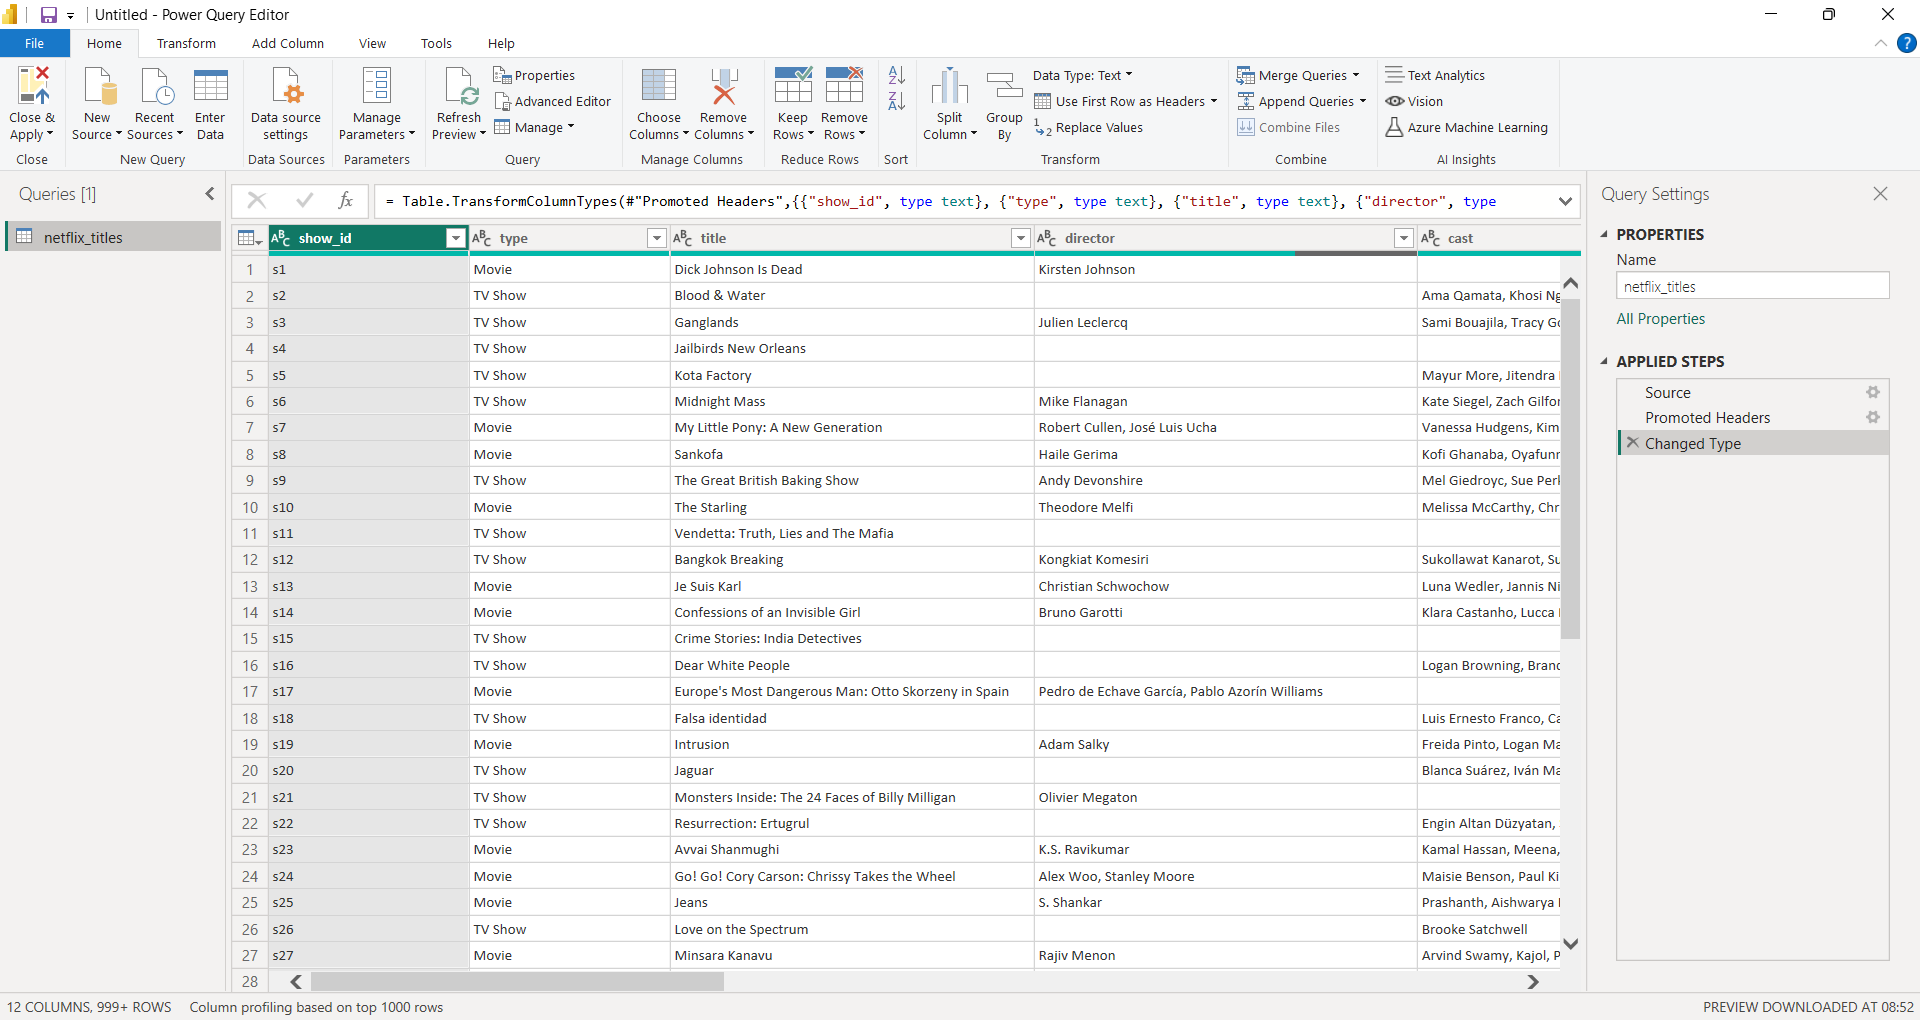 Untitled - Power Query Editor
File Home Transform Add Column View Tools Help
Close & Apply
Close
New Source
Recent Sources
Enter Data
New Query
Data source settings
Data Sources
Manage Parameters
Parameters
Refresh Preview
Properties
Advanced Editor
Manage
Query
Choose Columns
Remove Columns
Manage Columns
Keep Rows
Remove Rows
Reduce Rows
Sort
Split Column
Group By
Data Type: Text
Use First Row as Headers
Replace Values
Transform
Merge Queries
Append Queries
Combine Files
Combine
Text Analytics
Vision
Azure Machine Learning
AI Insights
Queries [1]
netflix_titles
fx = Table.TransformColumnTypes(#"Promoted Headers",{{"show_id", type text}, {"type", type text}, {"title", type text}, {"director", type
ABC show_id ABC type ABC title ABC director ABC cast
1 s1 Movie Dick Johnson Is Dead Kirsten Johnson
2 s2 TV Show Blood & Water Ama Qamata, Khosi Ng
3 s3 TV Show Ganglands Julien Leclercq Sami Bouajila, Tracy Go
4 s4 TV Show Jailbirds New Orleans
5 s5 TV Show Kota Factory Mayur More, Jitendra
6 s6 TV Show Midnight Mass Mike Flanagan Kate Siegel, Zach Gilfor
7 s7 Movie My Little Pony: A New Generation Robert Cullen, José Luis Ucha Vanessa Hudgens, Kim
8 s8 Movie Sankofa Haile Gerima Kofi Ghanaba, Oyafunr
9 s9 TV Show The Great British Baking Show Andy Devonshire Mel Giedroyc, Sue Perk
10 s10 Movie The Starling Theodore Melfi Melissa McCarthy, Chr
11 s11 TV Show Vendetta: Truth, Lies and The Mafia
12 s12 TV Show Bangkok Breaking Kongkiat Komesiri Sukollawat Kanarot, Su
13 s13 Movie Je Suis Karl Christian Schwochow Luna Wedler, Jannis Ni
14 s14 Movie Confessions of an Invisible Girl Bruno Garotti Klara Castanho, Lucca
15 s15 TV Show Crime Stories: India Detectives
16 s16 TV Show Dear White People Logan Browning, Branc
17 s17 Movie Europe's Most Dangerous Man: Otto Skorzeny in Spain Pedro de Echave García, Pablo Azorín Williams
18 s18 TV Show Falsa identidad Luis Ernesto Franco, Ca
19 s19 Movie Intrusion Adam Salky Freida Pinto, Logan Ma
20 s20 TV Show Jaguar Blanca Suárez, Iván Ma
21 s21 TV Show Monsters Inside: The 24 Faces of Billy Milligan Olivier Megaton
22 s22 TV Show Resurrection: Ertugrul Engin Altan Düzyatan,
23 s23 Movie Avvai Shanmughi K.S. Ravikumar Kamal Hassan, Meena,
24 s24 Movie Go! Go! Cory Carson: Chrissy Takes the Wheel Alex Woo, Stanley Moore Maisie Benson, Paul Ki
25 s25 Movie Jeans S. Shankar Prashanth, Aishwarya
26 s26 TV Show Love on the Spectrum Brooke Satchwell
27 s27 Movie Minsara Kanavu Rajiv Menon Arvind Swamy, Kajol, P
28
Query Settings
PROPERTIES
Name
netflix_titles
All Properties
APPLIED STEPS
Source
Promoted Headers
Changed Type
12 COLUMNS, 999+ ROWS Column profiling based on top 1000 rows PREVIEW DOWNLOADED AT 08:52